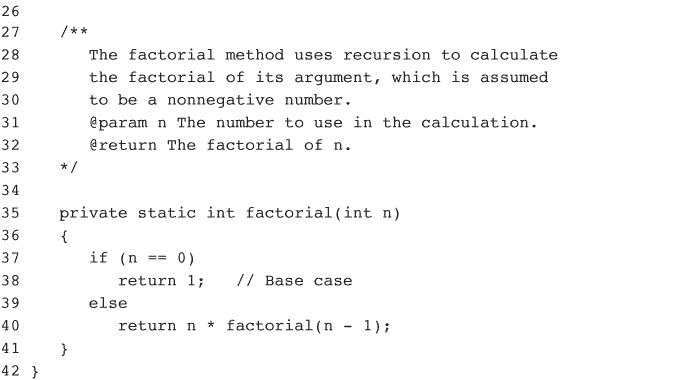 26
27    /**
28       The factorial method uses recursion to calculate
29       the factorial of its argument, which is assumed
30       to be a nonnegative number.
31       @param n The number to use in the calculation.
32       @return The factorial of n.
33    */
34
35    private static int factorial(int n)
36    {
37       if (n == 0)
38          return 1;   // Base case
39       else
40          return n * factorial(n - 1);
41    }
42 }